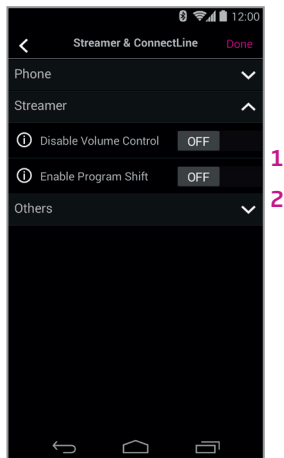 12:00
Streamer & ConnectLine Done
Phone
Streamer
Disable Volume Control OFF
1
Enable Program Shift OFF
2
Others